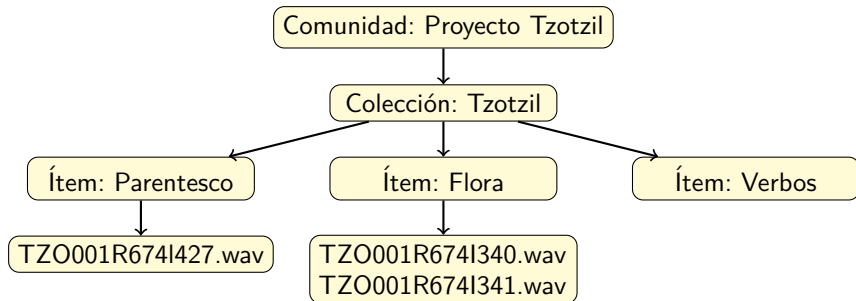 Comunidad: Proyecto Tzotzil
Colección: Tzotzil
Ítem: Parentesco
Ítem: Flora
Ítem: Verbos
TZO001R674I427.wav
TZO001R674I340.wav
TZO001R674I341.wav